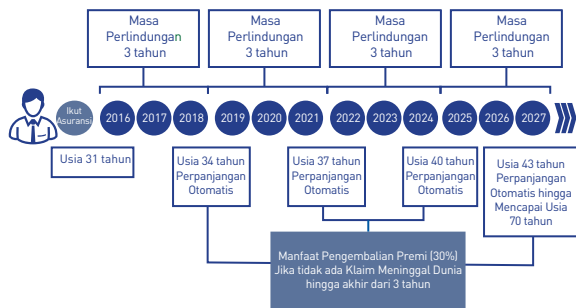 Masa
Perlindungan
3 tahun
Masa
Perlindungan
3 tahun
Masa
Perlindungan
3 tahun
Masa
Perlindungan
3 tahun
Ikut
Asuransi
2016
2017
2018
2019
2020
2021
2022
2023
2024
2025
2026
2027
Usia 31 tahun
Usia 34 tahun
Perpanjangan
Otomatis
Usia 37 tahun
Perpanjangan
Otomatis
Usia 40 tahun
Perpanjangan
Otomatis
Usia 43 tahun
Perpanjangan
Otomatis hingga
Mencapai Usia
70 tahun
Manfaat Pengembalian Premi (30%)
Jika tidak ada Klaim Meninggal Dunia
hingga akhir dari 3 tahun